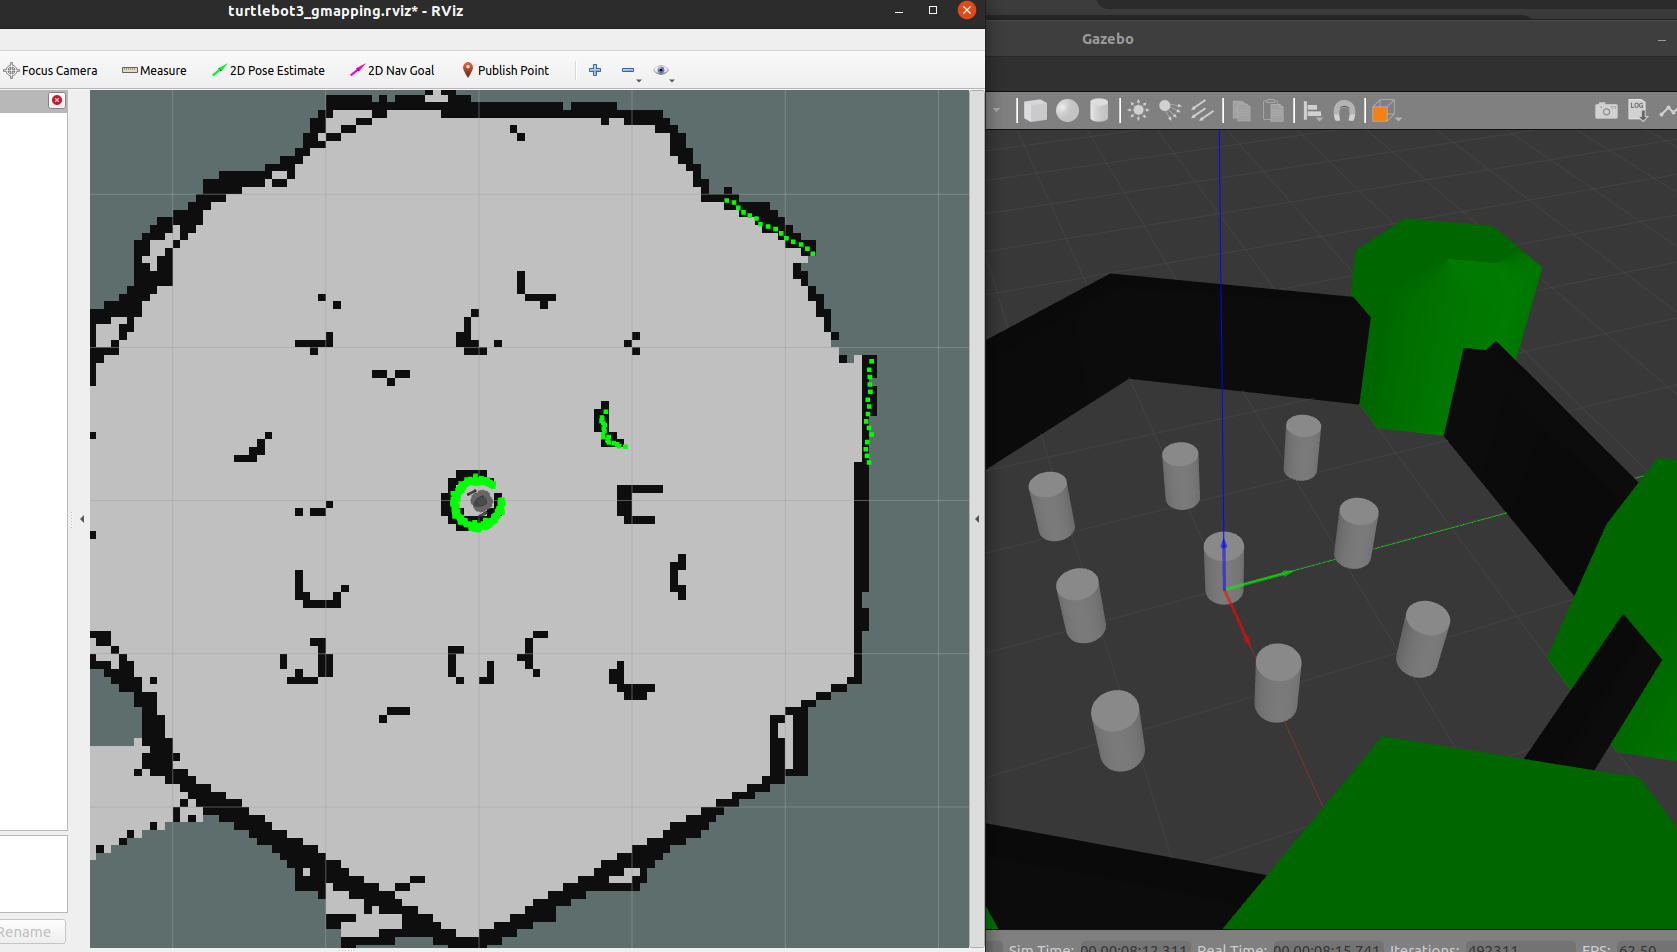 turtlebot3_gmapping.rviz* - RViz
Gazebo
Focus Camera Measure 2D Pose Estimate 2D Nav Goal Publish Point
LOG
Rename
Sim Time: 00 00:08:12.311 Real Time: 00 00:08:15.741 Iterations: 492311 FPS: 62.50